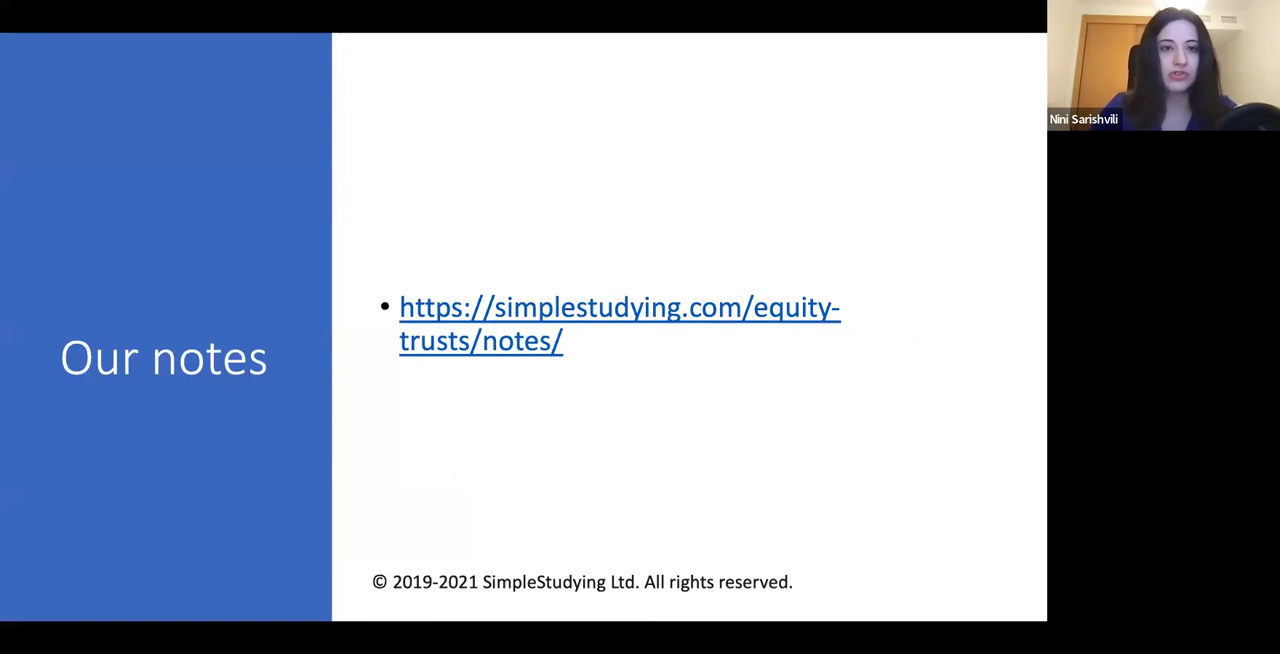 Nini Sarishvili
Our notes
• https://simplestudying.com/equity-
trusts/notes/
© 2019-2021 SimpleStudying Ltd. All rights reserved.